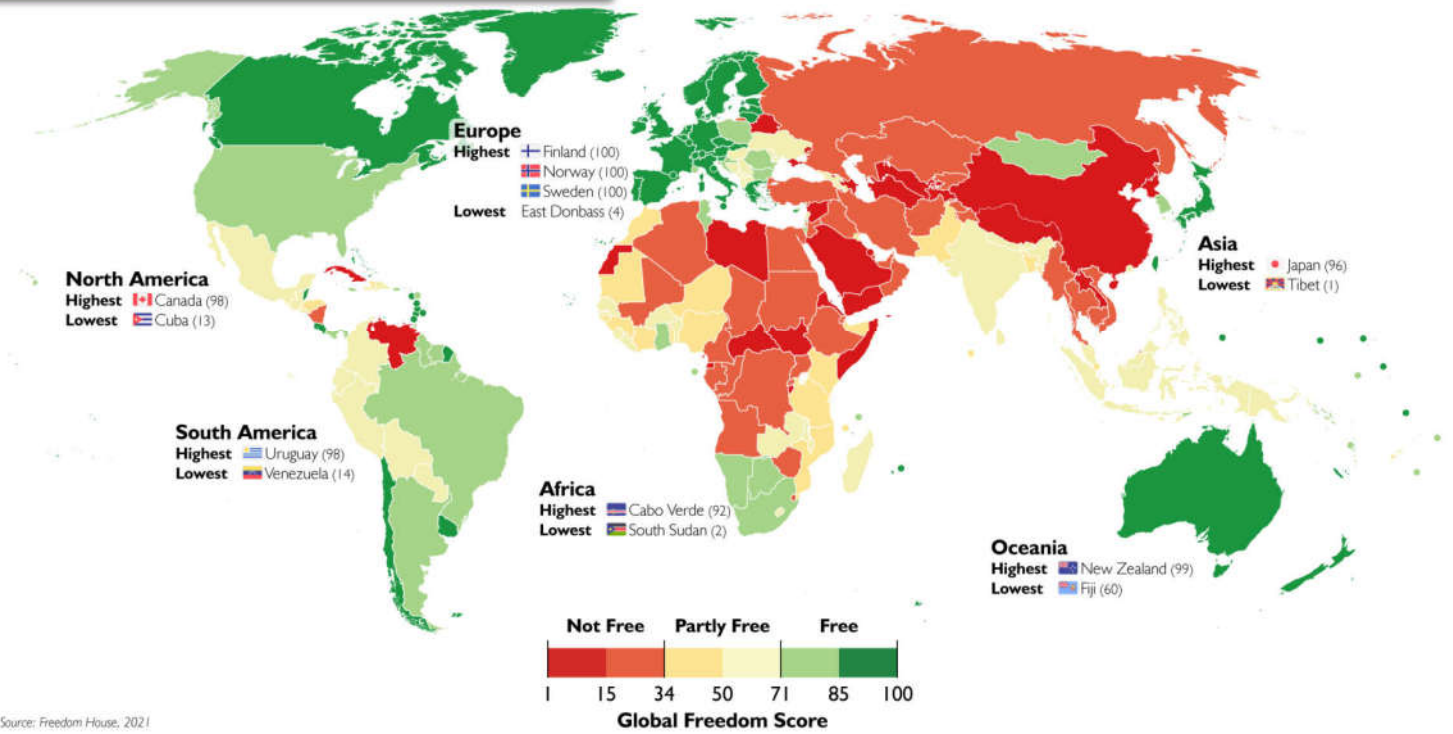 Europe
Highest Finland (100)
Norway (100)
Sweden (100)
Lowest East Donbass (4)
Asia
Highest Japan (96)
Lowest Tibet (1)
North America
Highest Canada (98)
Lowest Cuba (13)
South America
Highest Uruguay (98)
Lowest Venezuela (14)
Africa
Highest Cabo Verde (92)
Lowest South Sudan (2)
Oceania
Highest New Zealand (99)
Lowest Fiji (60)
Not Free Partly Free Free
1 15 34 50 71 85 100
Global Freedom Score
Source: Freedom House, 2021